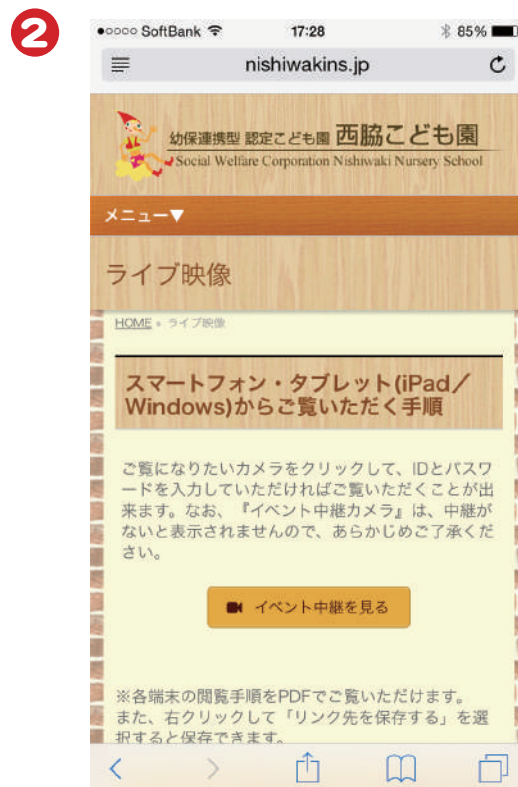 2
SoftBank 17:28 85%
nishiwakins.jp
幼保連携型 認定こども園 西脇こども園
Social Welfare Corporation Nishiwaki Nursery School
メニュー▼
ライブ映像
HOME » ライブ映像
スマートフォン・タブレット(iPad／
Windows)からご覧いただく手順
ご覧になりたいカメラをクリックして、IDとパスワ
ードを入力していただければご覧いただくことが出
来ます。なお、『イベント中継カメラ』は、中継が
ないと表示されませんので、あらかじめご了承くだ
さい。
イベント中継を見る
※各端末の閲覧手順をPDFでご覧いただけます。
また、右クリックして「リンク先を保存する」を選
択すると保存できます。